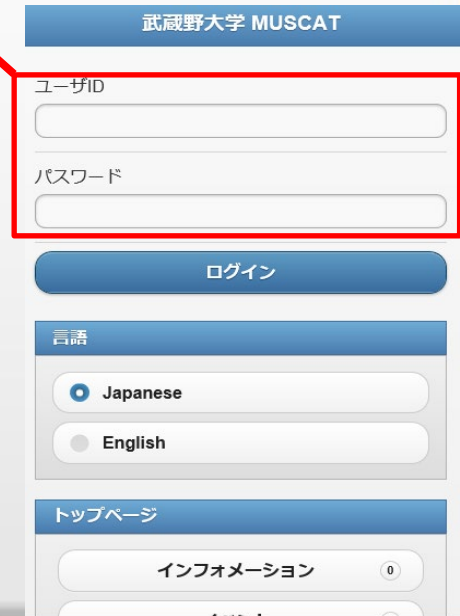 武蔵野大学 MUSCAT
ユーザID
パスワード
ログイン
言語
Japanese
English
トップページ
インフォメーション 0